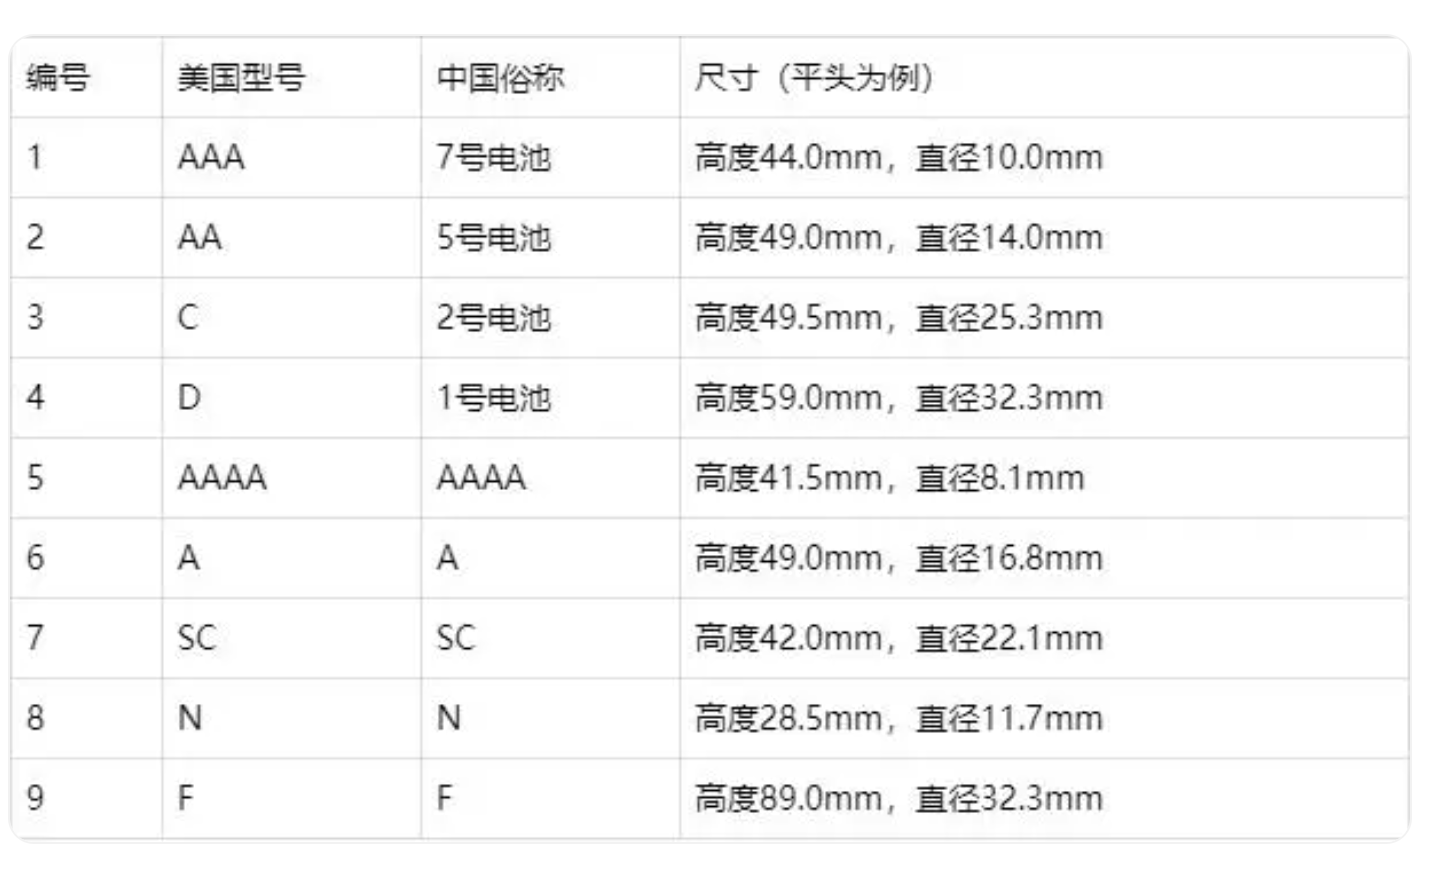 编号 美国型号 中国俗称 尺寸（平头为例）
1 AAA 7号电池 高度44.0mm，直径10.0mm
2 AA 5号电池 高度49.0mm，直径14.0mm
3 C 2号电池 高度49.5mm，直径25.3mm
4 D 1号电池 高度59.0mm，直径32.3mm
5 AAAA AAAA 高度41.5mm，直径8.1mm
6 A A 高度49.0mm，直径16.8mm
7 SC SC 高度42.0mm，直径22.1mm
8 N N 高度28.5mm，直径11.7mm
9 F F 高度89.0mm，直径32.3mm